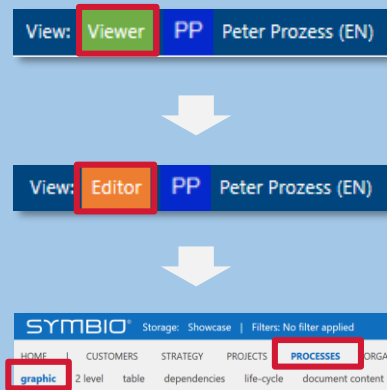 View: Viewer PP Peter Prozess (EN)
View: Editor PP Peter Prozess (EN)
SYMBIO® Storage: Showcase | Filters: No filter applied
HOME | CUSTOMERS STRATEGY PROJECTS PROCESSES ORGA
graphic 2 level table dependencies life-cycle document content